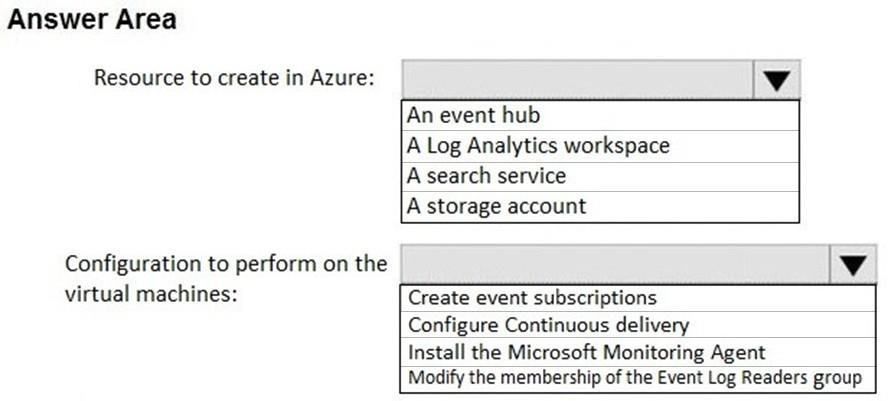 Answer Area
Resource to create in Azure:
An event hub
A Log Analytics workspace
A search service
A storage account
Configuration to perform on the
virtual machines:
Create event subscriptions
Configure Continuous delivery
Install the Microsoft Monitoring Agent
Modify the membership of the Event Log Readers group